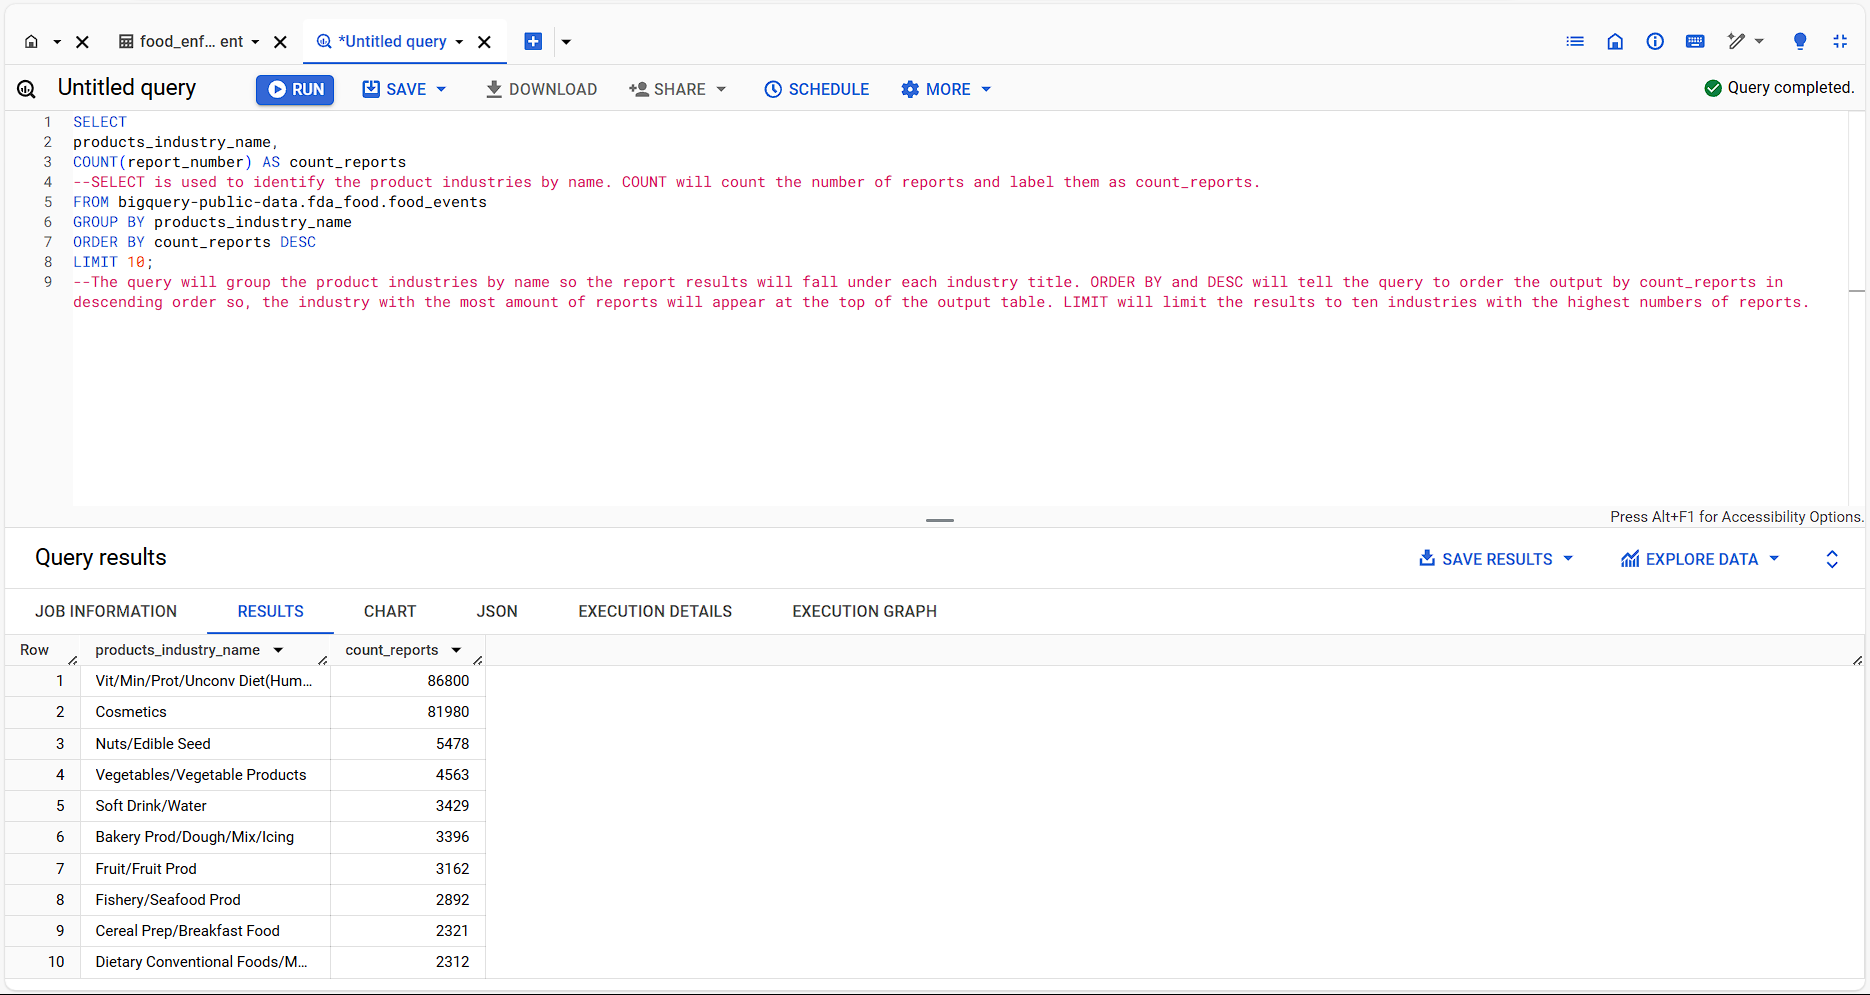 food_enf... ent
*Untitled query
Untitled query
RUN
SAVE
DOWNLOAD
SHARE
SCHEDULE
MORE
Query completed.
1 SELECT
2 products_industry_name,
3 COUNT(report_number) AS count_reports
4 --SELECT is used to identify the product industries by name. COUNT will count the number of reports and label them as count_reports.
5 FROM bigquery-public-data.fda_food.food_events
6 GROUP BY products_industry_name
7 ORDER BY count_reports DESC
8 LIMIT 10;
9 --The query will group the product industries by name so the report results will fall under each industry title. ORDER BY and DESC will tell the query to order the output by count_reports in
descending order so, the industry with the most amount of reports will appear at the top of the output table. LIMIT will limit the results to ten industries with the highest numbers of reports.
Press Alt+F1 for Accessibility Options.
Query results
SAVE RESULTS
EXPLORE DATA
JOB INFORMATION
RESULTS
CHART
JSON
EXECUTION DETAILS
EXECUTION GRAPH
Row products_industry_name count_reports
1 Vit/Min/Prot/Unconv Diet(Hum... 86800
2 Cosmetics 81980
3 Nuts/Edible Seed 5478
4 Vegetables/Vegetable Products 4563
5 Soft Drink/Water 3429
6 Bakery Prod/Dough/Mix/Icing 3396
7 Fruit/Fruit Prod 3162
8 Fishery/Seafood Prod 2892
9 Cereal Prep/Breakfast Food 2321
10 Dietary Conventional Foods/M... 2312